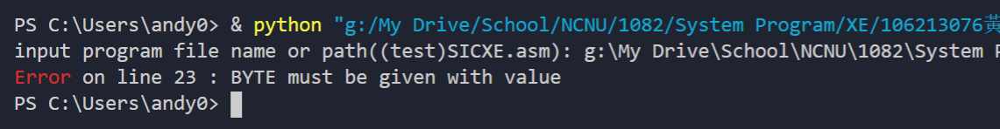 PS C:\Users\andy0> & python "g:/My Drive/School/NCNU/1082/System Program/XE/106213076黃
input program file name or path((test)SICXE.asm): g:\My Drive\School\NCNU\1082\System
Error on line 23 : BYTE must be given with value
PS C:\Users\andy0>